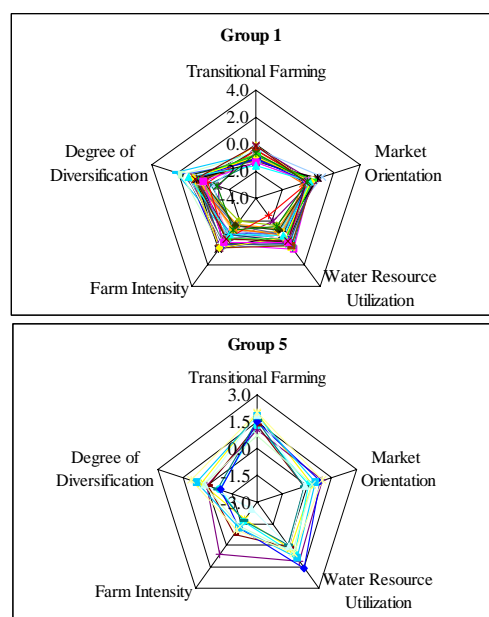 Group 1
Transitional Farming
4.0
2.0
0.0
-2.0
-4.0
Degree of
Diversification
Market
Orientation
Farm Intensity
Water Resource
Utilization
Group 5
Transitional Farming
3.0
1.5
0.0
-1.5
-3.0
Degree of
Diversification
Market
Orientation
Farm Intensity
Water Resource
Utilization